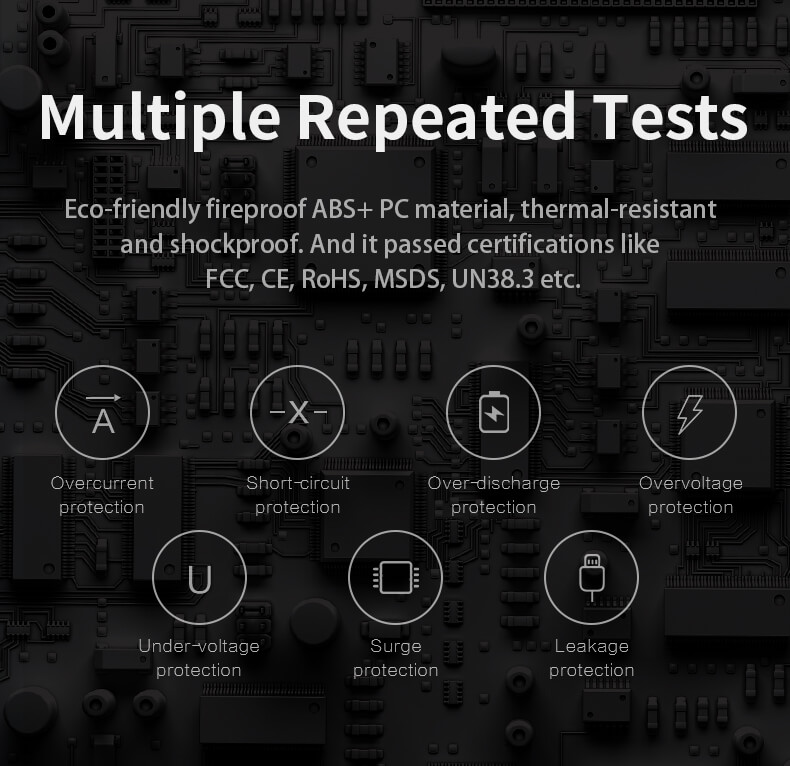 Multiple Repeated Tests
Eco-friendly fireproof ABS+ PC material, thermal-resistant
and shockproof. And it passed certifications like
FCC, CE, RoHS, MSDS, UN38.3 etc.
A
-X-
Overcurrent
protection
Short-circuit
protection
Over-discharge
protection
Overvoltage
protection
U
Under-voltage
protection
Surge
protection
Leakage
protection